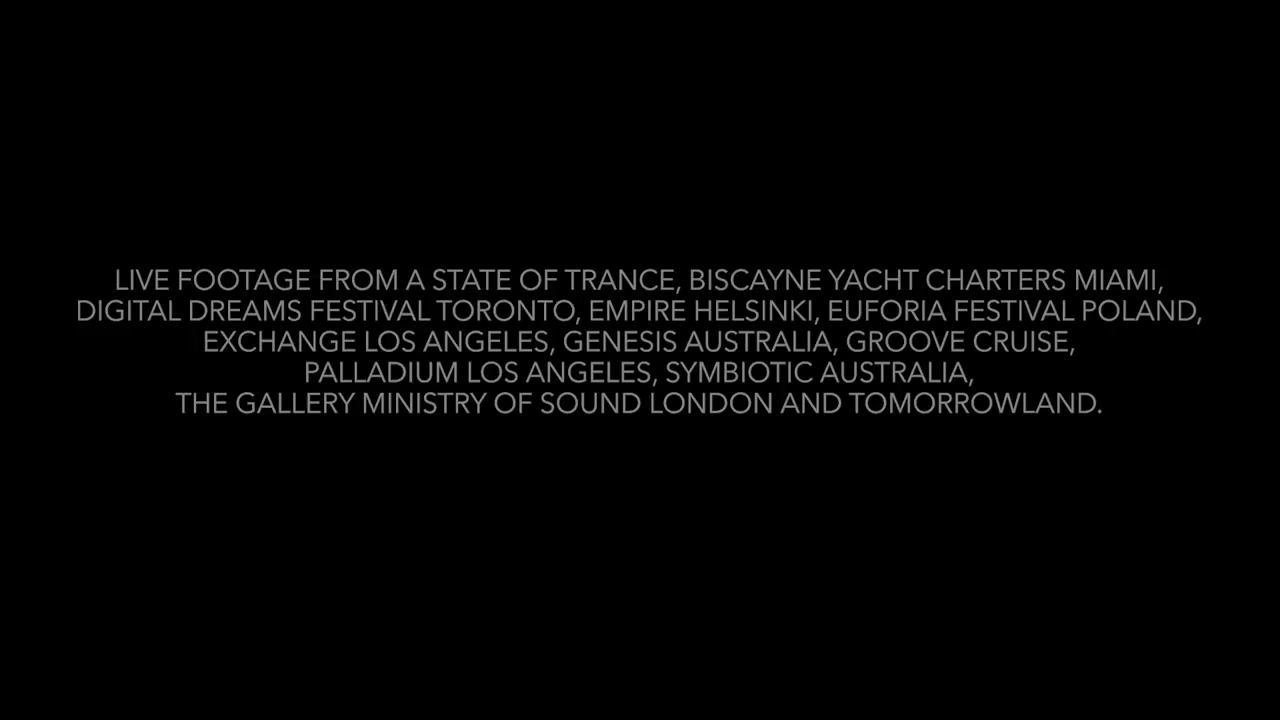 LIVE FOOTAGE FROM A STATE OF TRANCE, BISCAYNE YACHT CHARTERS MIAMI,
DIGITAL DREAMS FESTIVAL TORONTO, EMPIRE HELSINKI, EUFORIA FESTIVAL POLAND,
EXCHANGE LOS ANGELES, GENESIS AUSTRALIA, GROOVE CRUISE,
PALLADIUM LOS ANGELES, SYMBIOTIC AUSTRALIA,
THE GALLERY MINISTRY OF SOUND LONDON AND TOMORROWLAND.